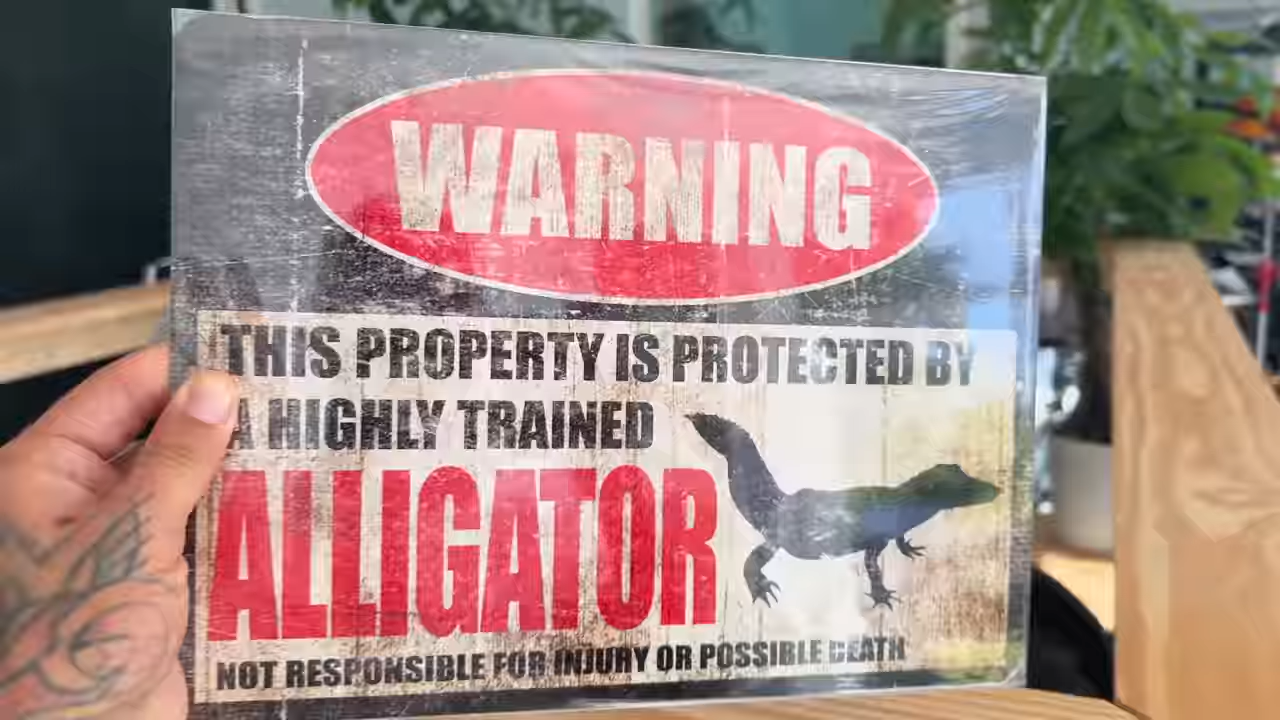 WARNING
THIS PROPERTY IS PROTECTED BY
A HIGHLY TRAINED
ALLIGATOR
NOT RESPONSIBLE FOR INJURY OR POSSIBLE DEATH